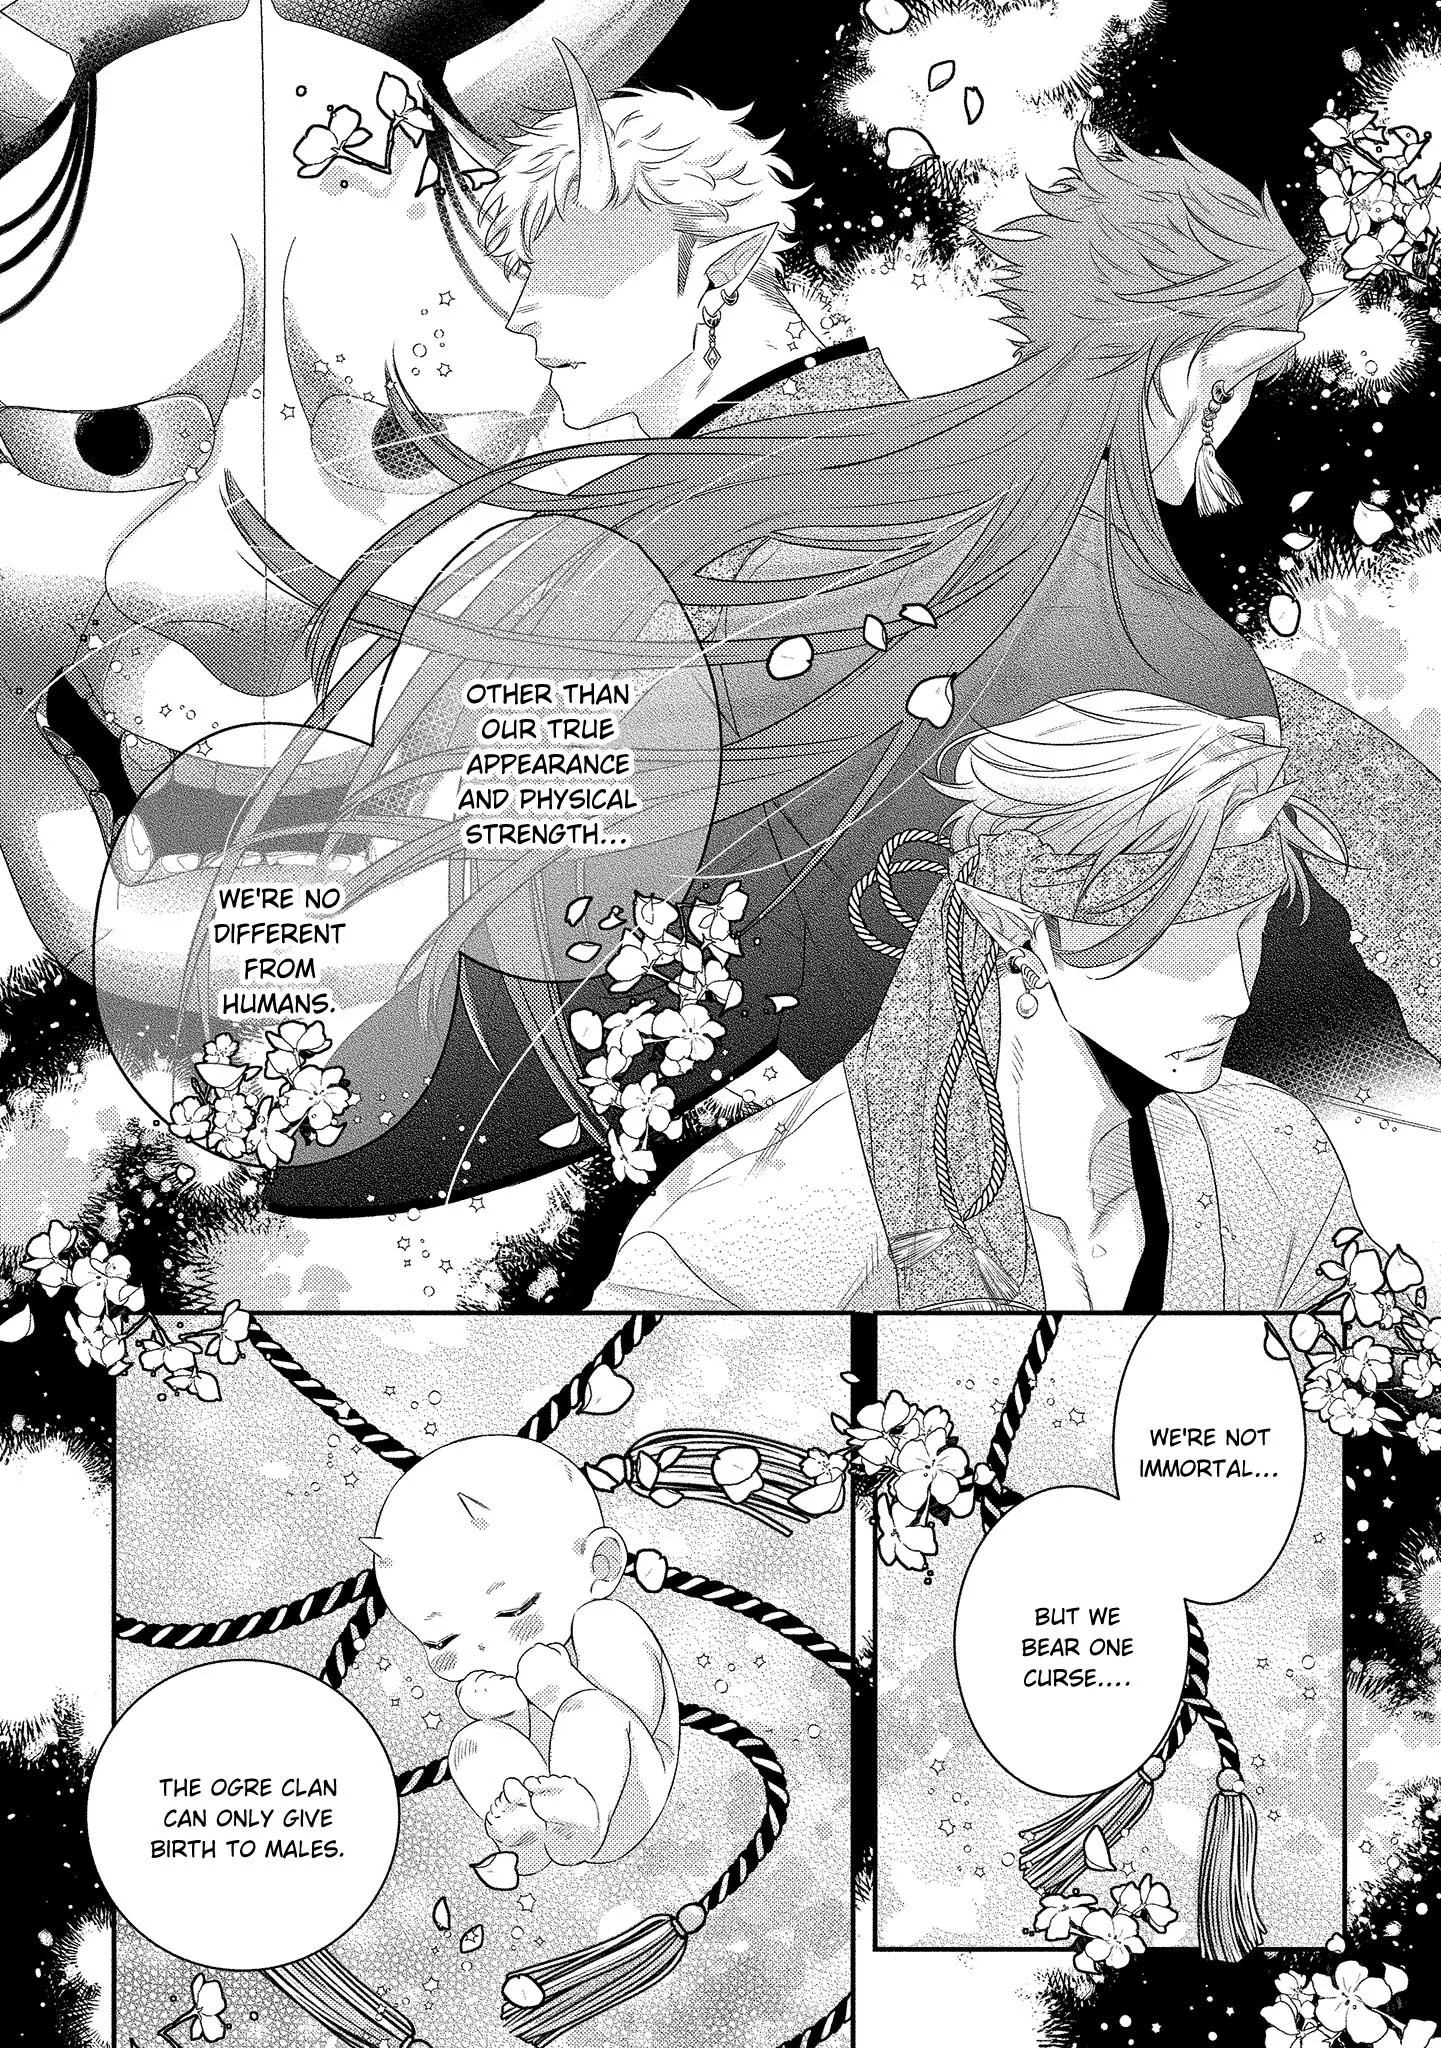 OTHER THAN
OUR TRUE
APPEARANCE
AND PHYSICAL
STRENGTH...
WE'RE NO
DIFFERENT
FROM
HUMANS.
WE'RE NOT
IMMORTAL...
BUT WE
BEAR ONE
CURSE....
THE OGRE CLAN
CAN ONLY GIVE
BIRTH TO MALES.